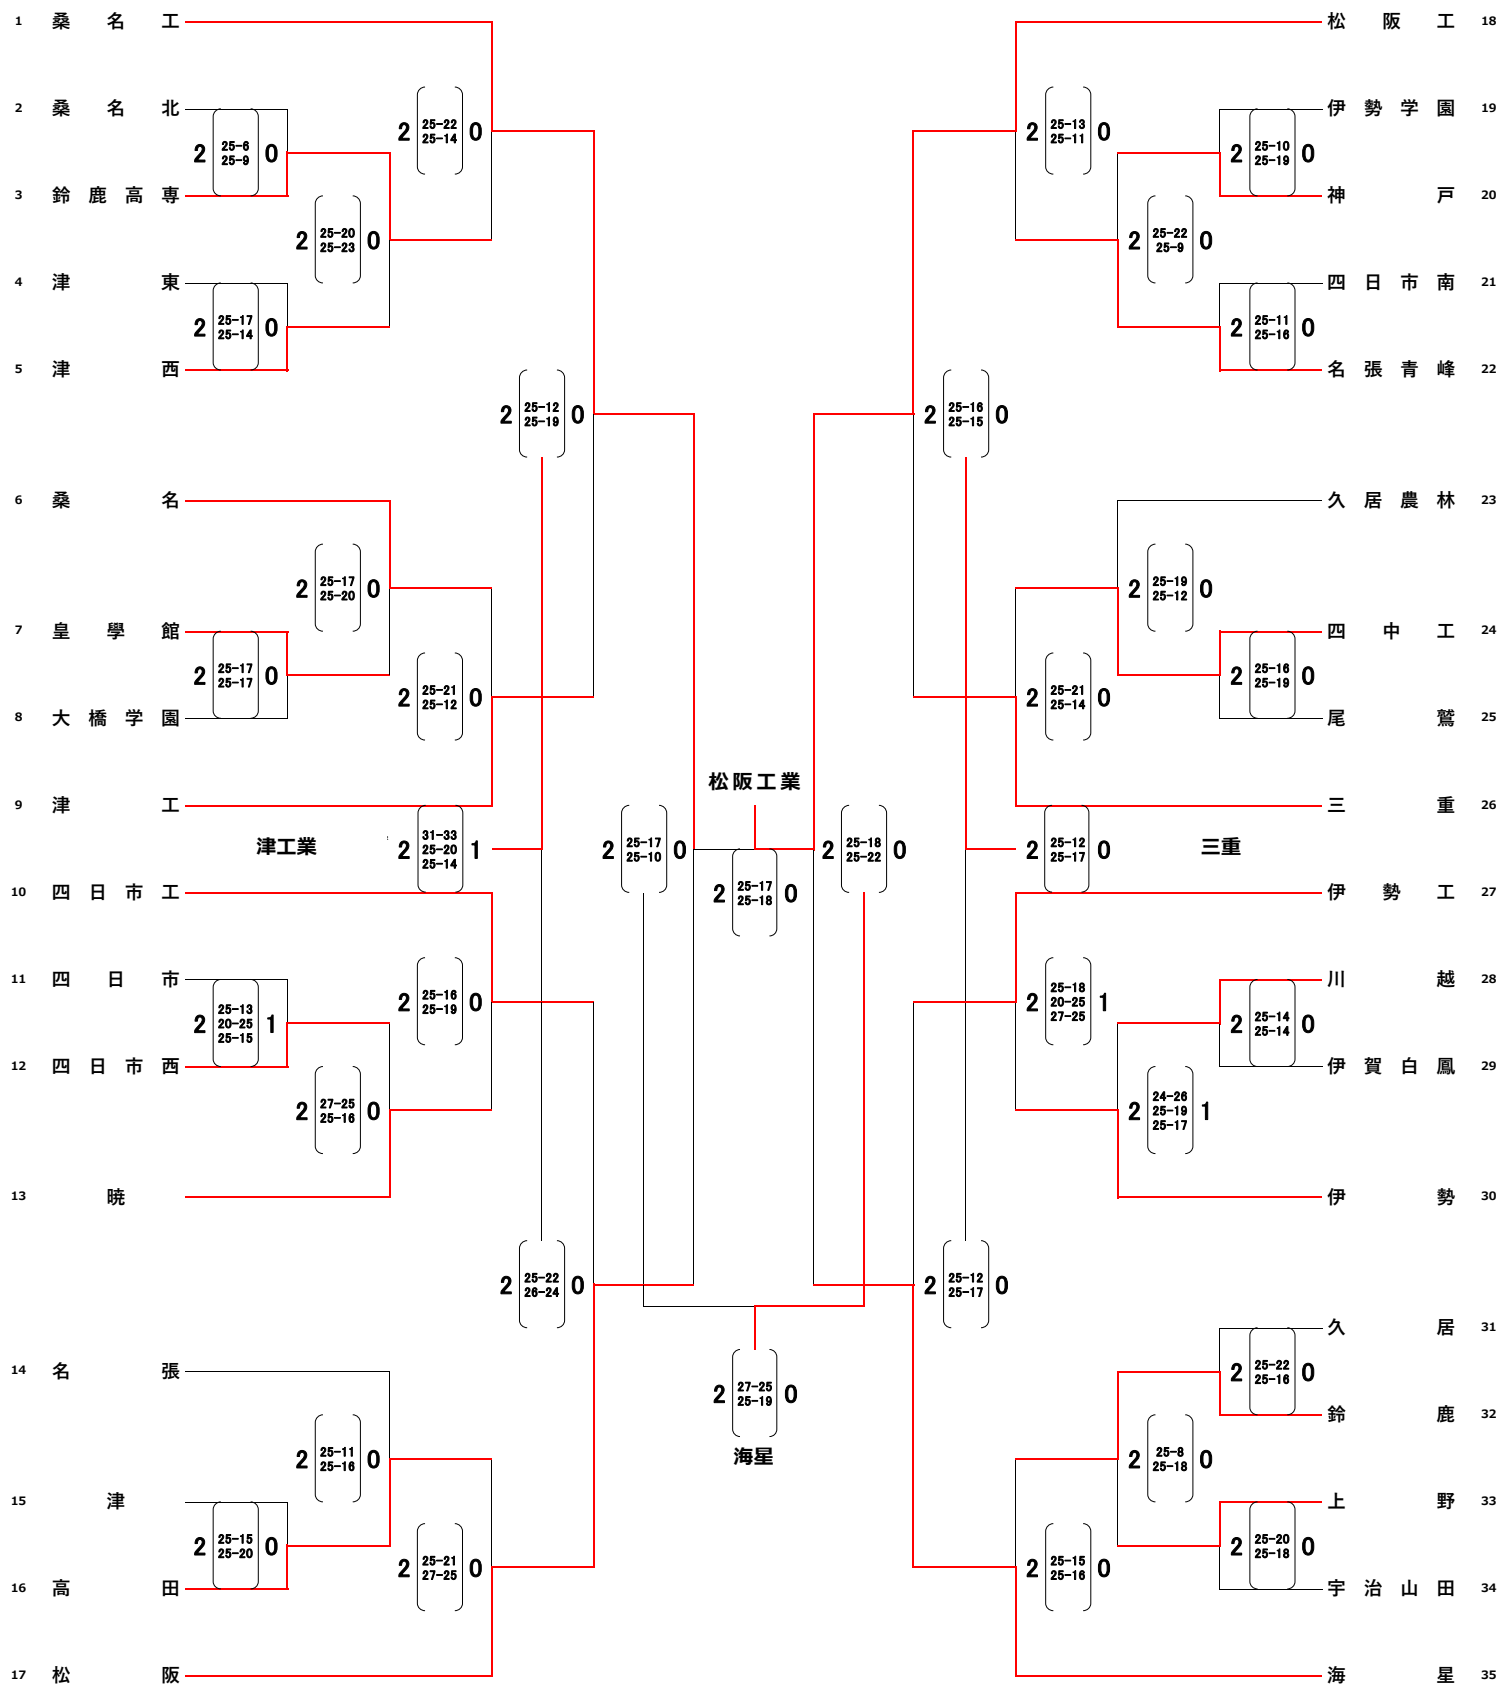 1 桑名工
2 桑名北
3 鈴鹿高専
4 津東
5 津西
6 桑名
7 皇學館
8 大橋学園
9 津工
10 四日市工
11 四日市
12 四日市西
13 暁
14 名張
15 津
16 高田
17 松阪
2 25-6 0
25-9
2 25-17 0
25-14
2 25-20 0
25-23
2 25-22 0
25-14
2 25-17 0
25-17
2 25-17 0
25-20
2 25-21 0
25-12
2 25-12 0
25-19
津工業
2 31-33 1
25-20
25-14
2 25-13 1
20-25
25-15
2 27-25 0
25-16
2 25-16 0
25-19
2 25-22 0
26-24
2 25-15 0
25-20
2 25-11 0
25-16
2 25-21 0
27-25
2 25-17 0
25-10
松阪工業
2 25-17 0
25-18
2 25-18 0
25-22
2 27-25 0
25-19
海星
2 25-13 0
25-11
2 25-10 0
25-19
2 25-22 0
25-9
2 25-11 0
25-16
2 25-16 0
25-15
2 25-19 0
25-12
2 25-16 0
25-19
2 25-21 0
25-14
2 25-12 0
25-17
三重
2 25-18 1
20-25
27-25
2 25-14 0
25-14
2 24-26 1
25-19
25-17
2 25-12 0
25-17
2 25-22 0
25-16
2 25-8 0
25-18
2 25-20 0
25-18
2 25-15 0
25-16
松阪工 18
伊勢学園 19
神戸 20
四日市南 21
名張青峰 22
久居農林 23
四中工 24
尾鷲 25
三重 26
伊勢工 27
川越 28
伊賀白鳳 29
伊勢 30
久居 31
鈴鹿 32
上野 33
宇治山田 34
海星 35